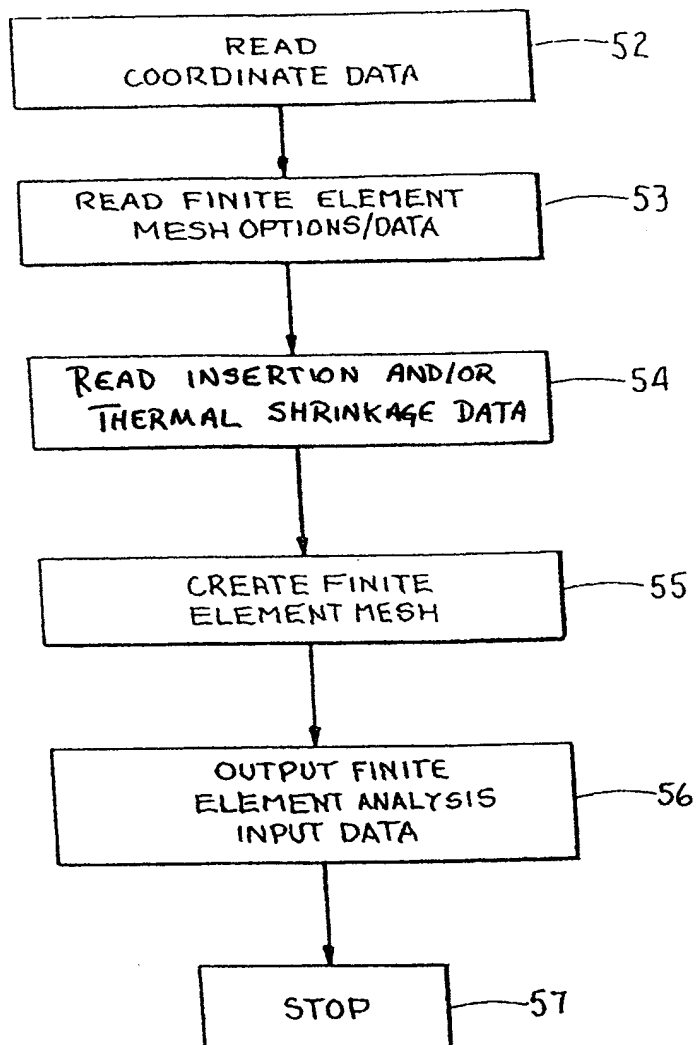 READ
COORDINATE DATA
52
READ FINITE ELEMENT
MESH OPTIONS/DATA
53
READ INSERTION AND/OR
THERMAL SHRINKAGE DATA
54
CREATE FINITE
ELEMENT MESH
55
OUTPUT FINITE
ELEMENT ANALYSIS
INPUT DATA
56
STOP
57